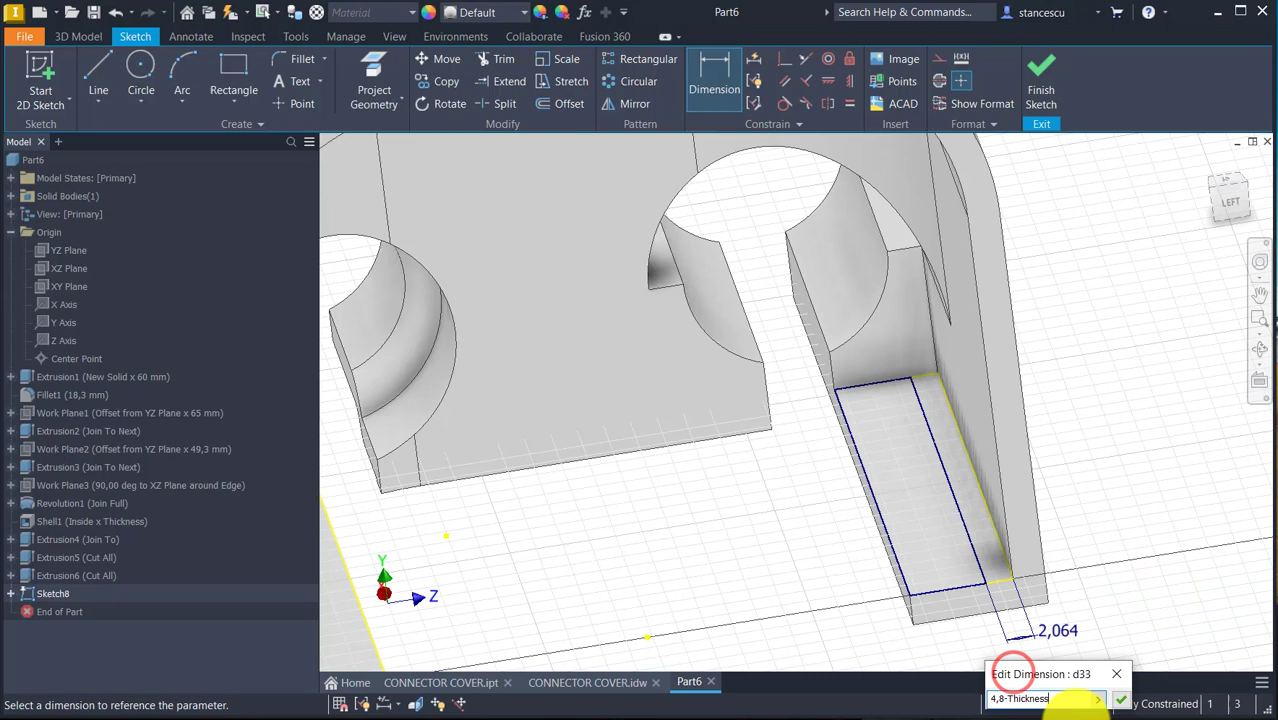 Material
Default
fx
Part6
Search Help & Commands...
stancescu
File 3D Model Sketch Annotate Inspect Tools Manage View Environments Collaborate Fusion 360
Start
2D Sketch
Line
Circle
Arc
Rectangle
Fillet
Text
Point
Project
Geometry
Move
Copy
Rotate
Trim
Extend
Split
Scale
Stretch
Offset
Rectangular
Circular
Mirror
Dimension
Image
Points
ACAD
Show Format
Finish
Sketch
Sketch Create Modify Pattern Constrain Insert Format Exit
Model
Part6
Model States: [Primary]
Solid Bodies(1)
View: [Primary]
Origin
YZ Plane
XZ Plane
XY Plane
X Axis
Y Axis
Z Axis
Center Point
Extrusion1 (New Solid x 60 mm)
Fillet1 (18,3 mm)
Work Plane1 (Offset from YZ Plane x 65 mm)
Extrusion2 (Join To Next)
Work Plane2 (Offset from YZ Plane x 49,3 mm)
Extrusion3 (Join To Next)
Work Plane3 (90,00 deg to XZ Plane around Edge)
Revolution1 (Join Full)
Shell1 (Inside x Thickness)
Extrusion4 (Join To)
Extrusion5 (Cut All)
Extrusion6 (Cut All)
Sketch8
End of Part
LEFT
Y
Z
2,064
Edit Dimension : d33
4,8-Thickness
Home CONNECTOR COVER.ipt CONNECTOR COVER.idw Part6
Select a dimension to reference the parameter.
y Constrained 1 3